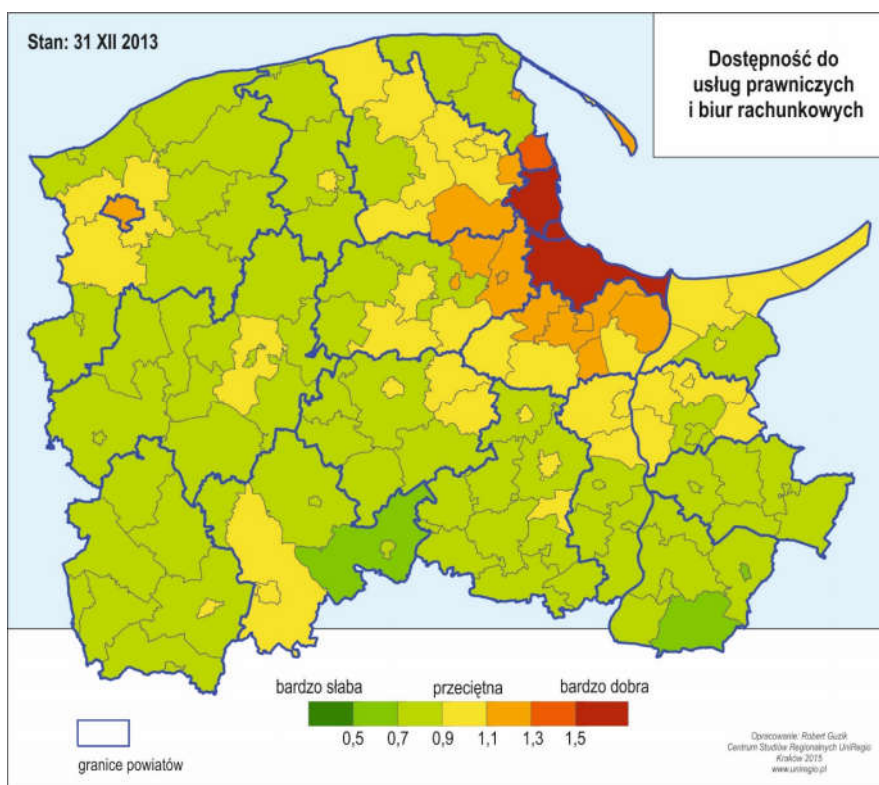 Stan: 31 XII 2013
Dostępność do
usług prawniczych
i biur rachunkowych
bardzo słaba przeciętna bardzo dobra
0,5 0,7 0,9 1,1 1,3 1,5
granice powiatów
Opracowanie: Robert Guzik
Centrum Studiów Regionalnych UniRegio
Kraków 2015
www.uniregio.pl